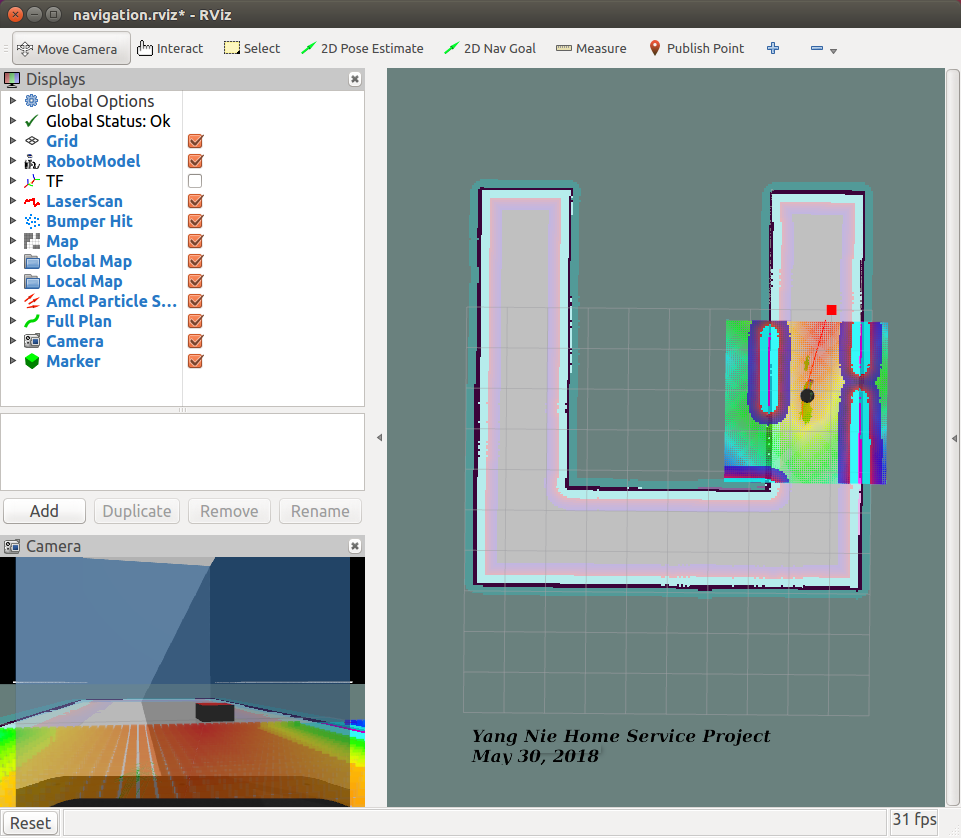 navigation.rviz* - RViz
Move Camera Interact Select 2D Pose Estimate 2D Nav Goal Measure Publish Point
Displays
Global Options
Global Status: Ok
Grid
RobotModel
TF
LaserScan
Bumper Hit
Map
Global Map
Local Map
Amcl Particle S...
Full Plan
Camera
Marker
Add Duplicate Remove Rename
Camera
Yang Nie Home Service Project
May 30, 2018
Reset 31 fps